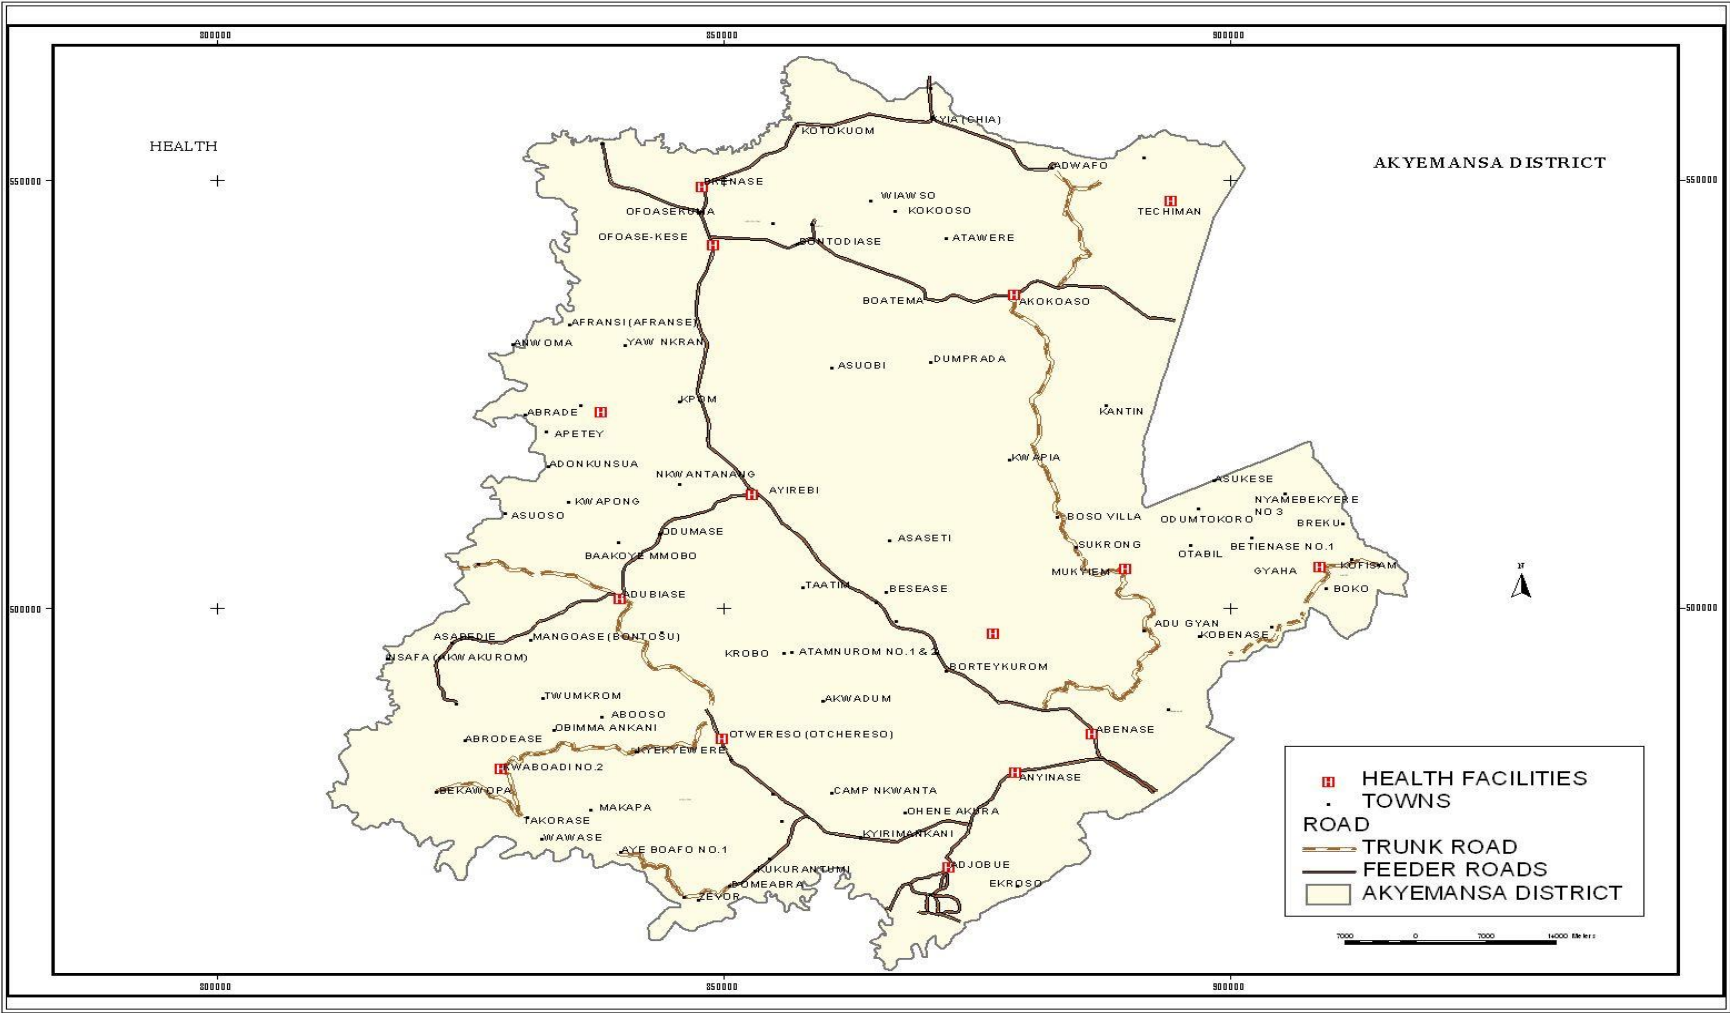 800000 850000 900000
HEALTH
AKYEMANSA DISTRICT
550000 550000
KYIA (CHIA)
KOTOKUOM
ADWAFO
BRENASE
WIAWSO
OFOASEKUMA
KOKOOSO
TECHIMAN
OFOASE-KESE
BONTODIASE
ATAWERE
BOATEMA
AKOKOASO
AFRANSI (AFRANSE)
ANWOMA
YAW NKRAN
ASUOBI
DUMPRADA
KPOM
ABRADE
KANTIN
APETEY
KWAPIA
ADONKUNSUA
NKWANTANANG
ASUKESE
AYIREBI
KWAPONG
NYAMEBEKYERE
NO 3
ASUOSO
BOSO VILLA
ODUMTOKORO
BREKU
ODUMASE
ASASETI
SUKRONG
BETIENASE NO.1
BAAKOYE MMOBO
OTABIL
MUKYIEM
GYAHA
KOFISAM
N
TAATIM
BESEASE
BOKO
ADUBIASE
500000 500000
ADU GYAN
ASABEDIE
MANGOASE (BONTOSU)
KOBENASE
NSAFA (AKWAKUROM)
KROBO
ATAMNUROM NO.1 & 2
BORTEYKUROM
TWUMKROM
AKWADUM
ABOOSO
OBIMMA ANKANI
ABENASE
ABRODEASE
OTWERESO (OTCHERESO)
NYEKYEWERE
KWABOADI NO.2
ANYINASE
BEKAWOPA
CAMP NKWANTA
MAKAPA
OHENE AKURA
TAKORASE
WAWASE
KYIRIMANKANI
AYE BOAFO NO.1
KUKURANTUMI
ADJOBUE
DOMEABRA
EKROSO
ZEVOR
H HEALTH FACILITIES
TOWNS
ROAD
TRUNK ROAD
FEEDER ROADS
AKYEMANSA DISTRICT
7000 0 7000 14000 Meters
800000 850000 900000